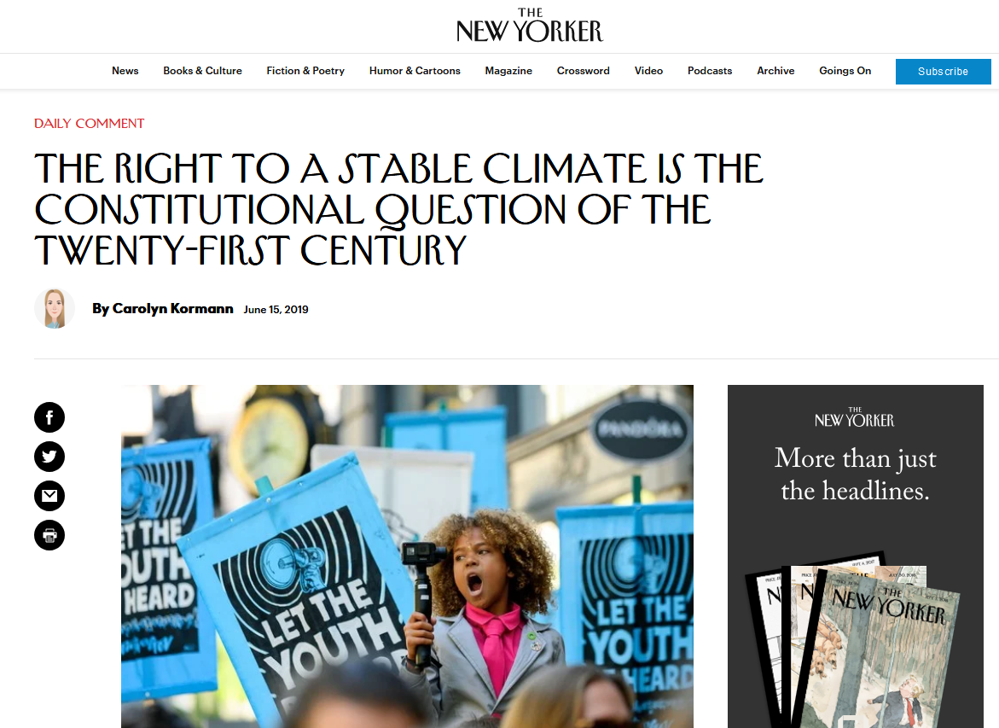 THE
NEW YORKER
News Books & Culture Fiction & Poetry Humor & Cartoons Magazine Crossword Video Podcasts Archive Goings On Subscribe
DAILY COMMENT
THE RIGHT TO A STABLE CLIMATE IS THE
CONSTITUTIONAL QUESTION OF THE
TWENTY-FIRST CENTURY
By Carolyn Kormann June 15, 2019
PANDÖRA
LET THE
YOUTH
HEARD
LET THE
YOUTH
LET THE
YOUTH
HEARD
THE
NEW YORKER
More than just
the headlines.
THE
NEW YORKER